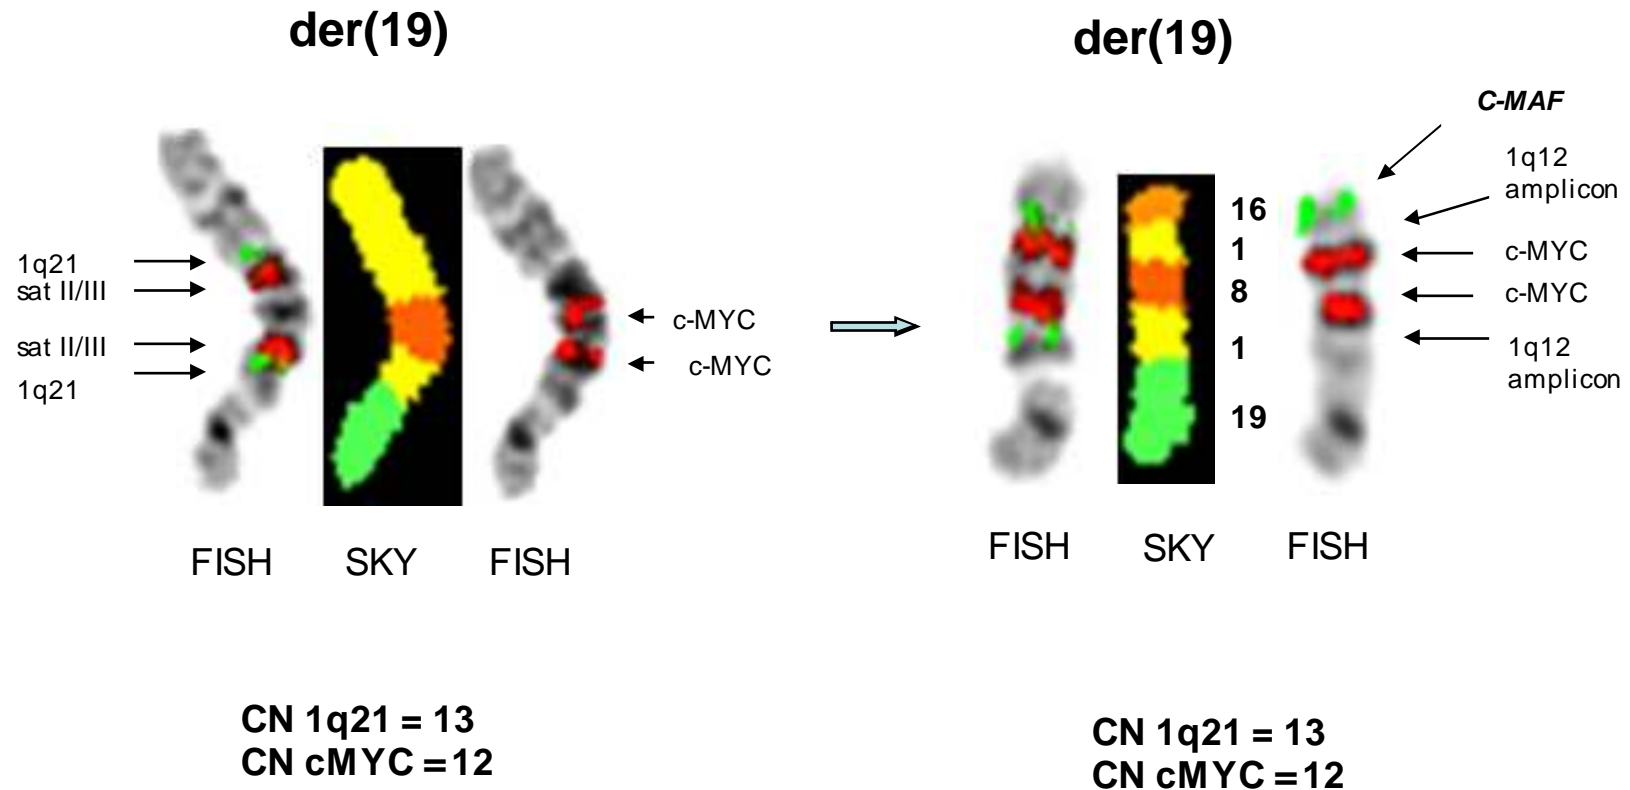 der(19)
1q21
sat II/III
sat II/III
1q21
c-MYC
c-MYC
FISH
SKY
FISH
CN 1q21 = 13
CN cMYC =12
der(19)
C-MAF
1q12
amplicon
c-MYC
c-MYC
1q12
amplicon
16
1
8
1
19
FISH
SKY
FISH
CN 1q21 = 13
CN cMYC =12